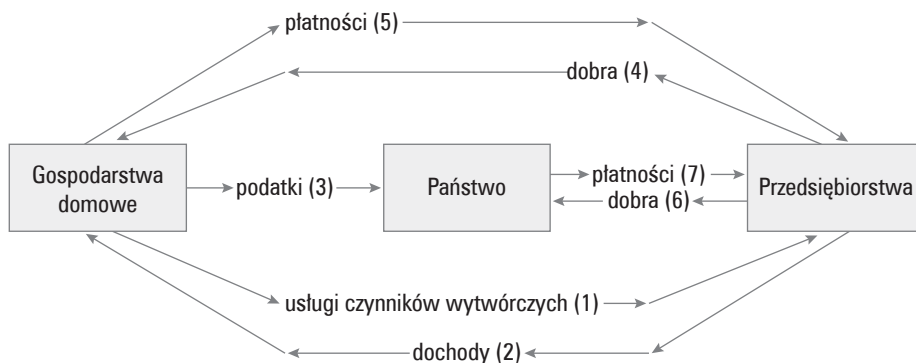 płatności (5)
dobra (4)
Gospodarstwa
domowe
podatki (3)
Państwo
płatności (7)
dobra (6)
Przedsiębiorstwa
usługi czynników wytwórczych (1)
dochody (2)